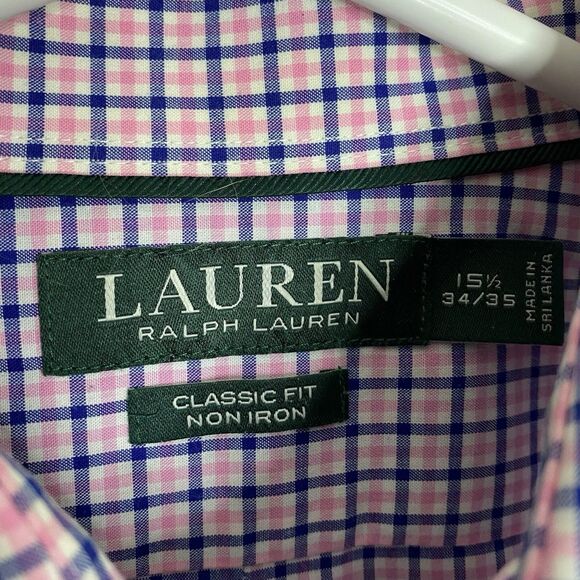 LAUREN
RALPH LAUREN
15½
34/35
MADE IN
SRI LANKA
CLASSIC FIT
NON IRON